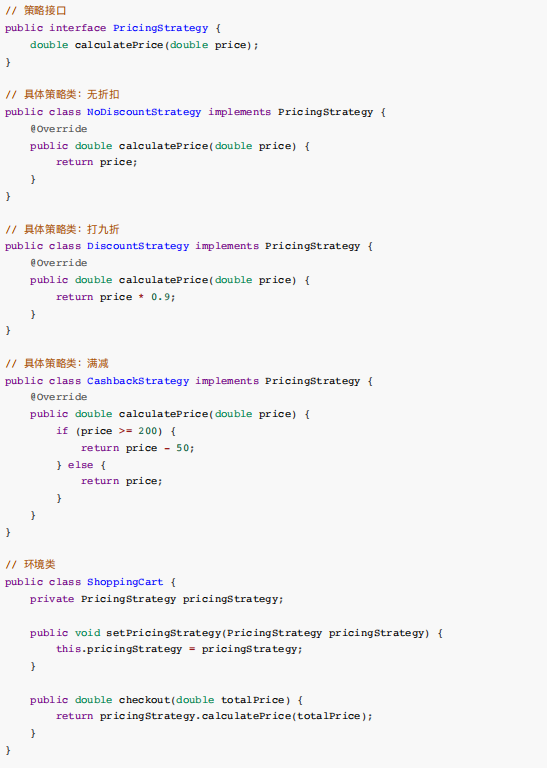 // 策略接口
public interface PricingStrategy {
    double calculatePrice(double price);
}

// 具体策略类：无折扣
public class NoDiscountStrategy implements PricingStrategy {
    @Override
    public double calculatePrice(double price) {
        return price;
    }
}

// 具体策略类：打九折
public class DiscountStrategy implements PricingStrategy {
    @Override
    public double calculatePrice(double price) {
        return price * 0.9;
    }
}

// 具体策略类：满减
public class CashbackStrategy implements PricingStrategy {
    @Override
    public double calculatePrice(double price) {
        if (price >= 200) {
            return price - 50;
        } else {
            return price;
        }
    }
}

// 环境类
public class ShoppingCart {
    private PricingStrategy pricingStrategy;

    public void setPricingStrategy(PricingStrategy pricingStrategy) {
        this.pricingStrategy = pricingStrategy;
    }

    public double checkout(double totalPrice) {
        return pricingStrategy.calculatePrice(totalPrice);
    }
}